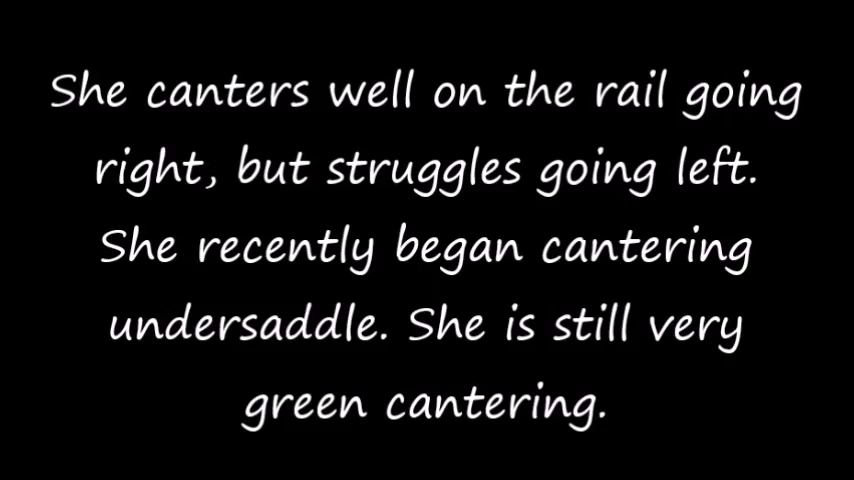 She canters well on the rail going
right, but struggles going left.
She recently began cantering
undersaddle. She is still very
green cantering.